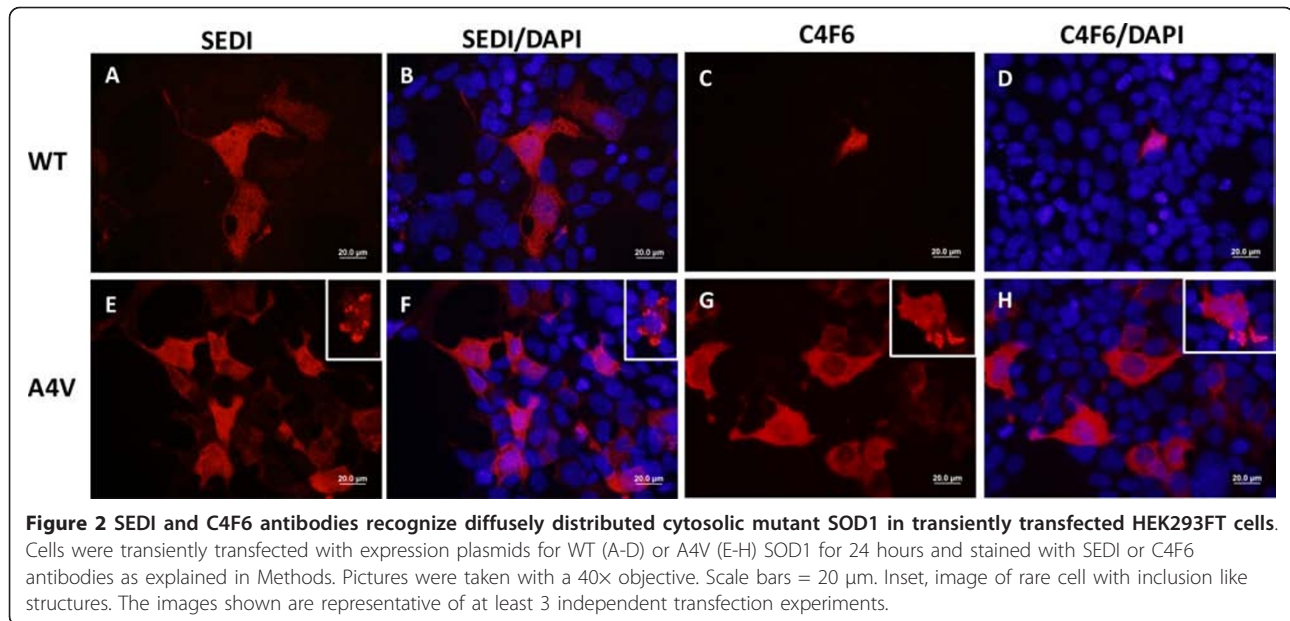 SEDI SEDI/DAPI C4F6 C4F6/DAPI
WT A B C D
20.0 µm 20.0 µm 20.0 µm 20.0 µm
A4V E F G H
20.0 µm 20.0 µm 20.0 µm 20.0 µm
Figure 2 SEDI and C4F6 antibodies recognize diffusely distributed cytosolic mutant SOD1 in transiently transfected HEK293FT cells.
Cells were transiently transfected with expression plasmids for WT (A-D) or A4V (E-H) SOD1 for 24 hours and stained with SEDI or C4F6
antibodies as explained in Methods. Pictures were taken with a 40× objective. Scale bars = 20 μm. Inset, image of rare cell with inclusion like
structures. The images shown are representative of at least 3 independent transfection experiments.